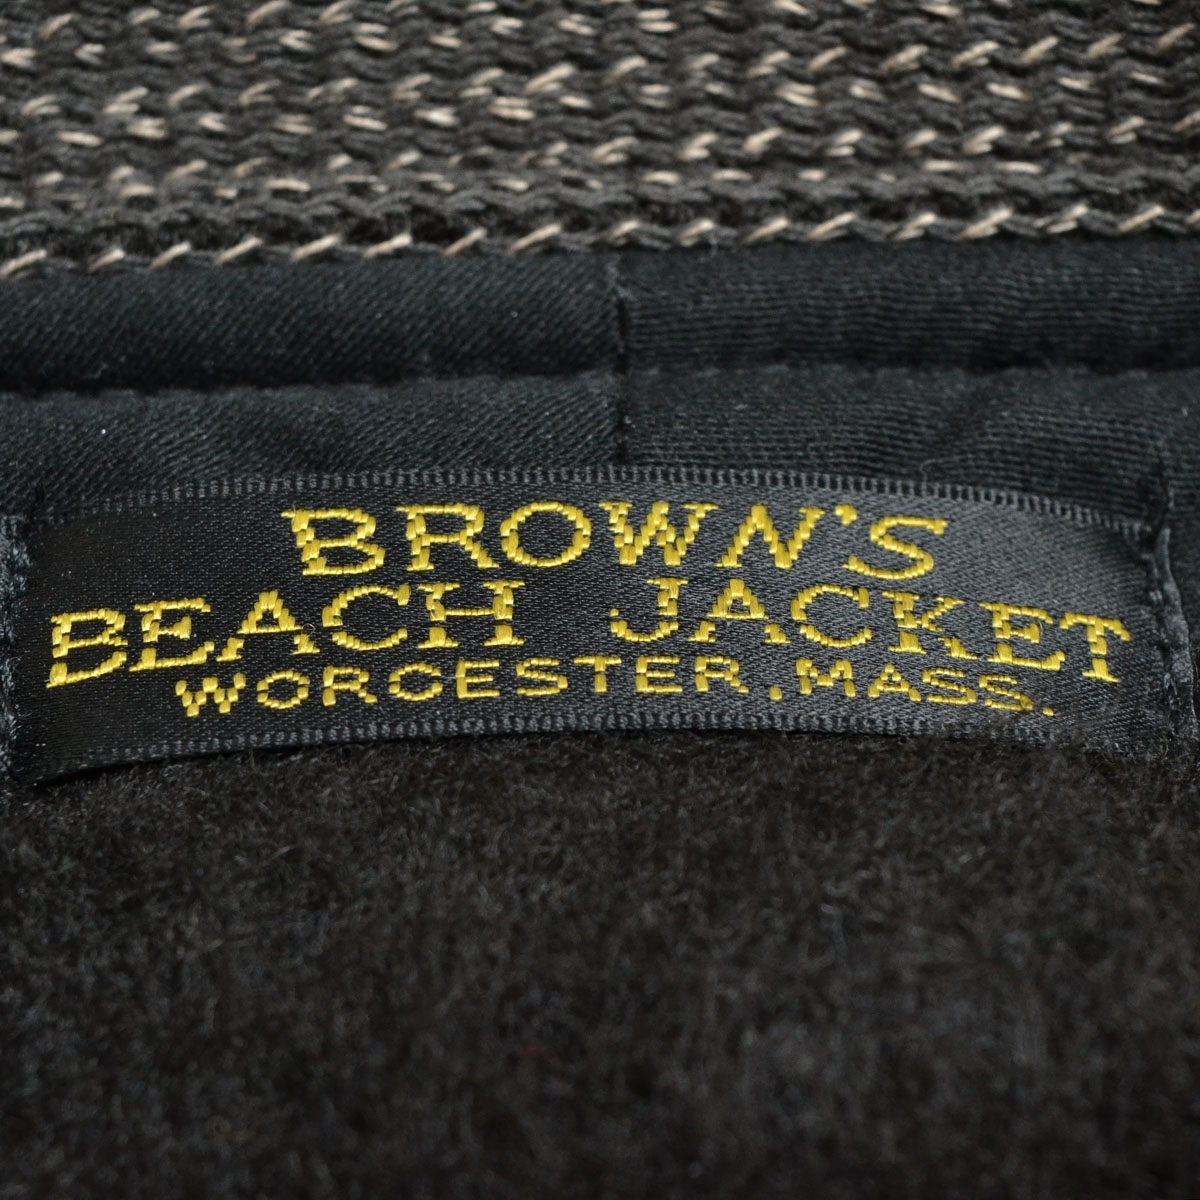 BROWN'S
BEACH JACKET
WORCESTER, MASS.